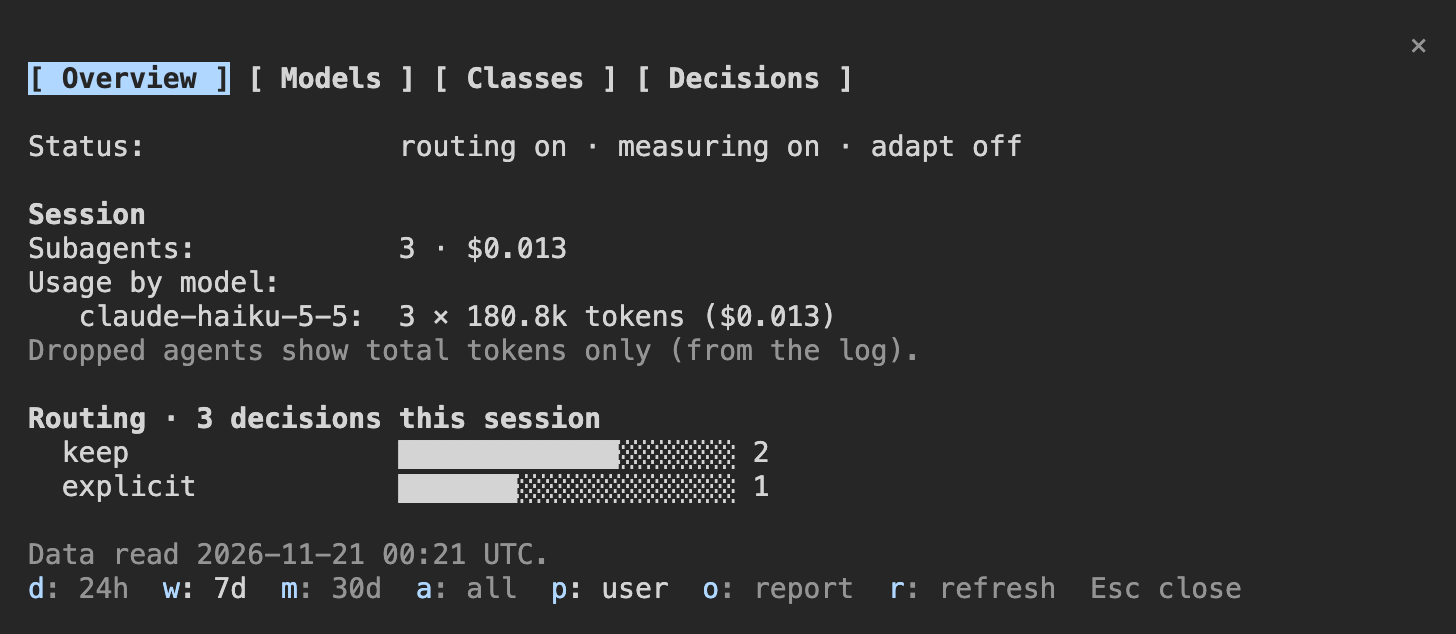 ×
[ Overview ] [ Models ] [ Classes ] [ Decisions ]
Status: routing on · measuring on · adapt off
Session
Subagents: 3 · $0.013
Usage by model:
claude-haiku-5-5: 3 × 180.8k tokens ($0.013)
Dropped agents show total tokens only (from the log).
Routing · 3 decisions this session
keep 2
explicit 1
Data read 2026-11-21 00:21 UTC.
d: 24h w: 7d m: 30d a: all p: user o: report r: refresh Esc close